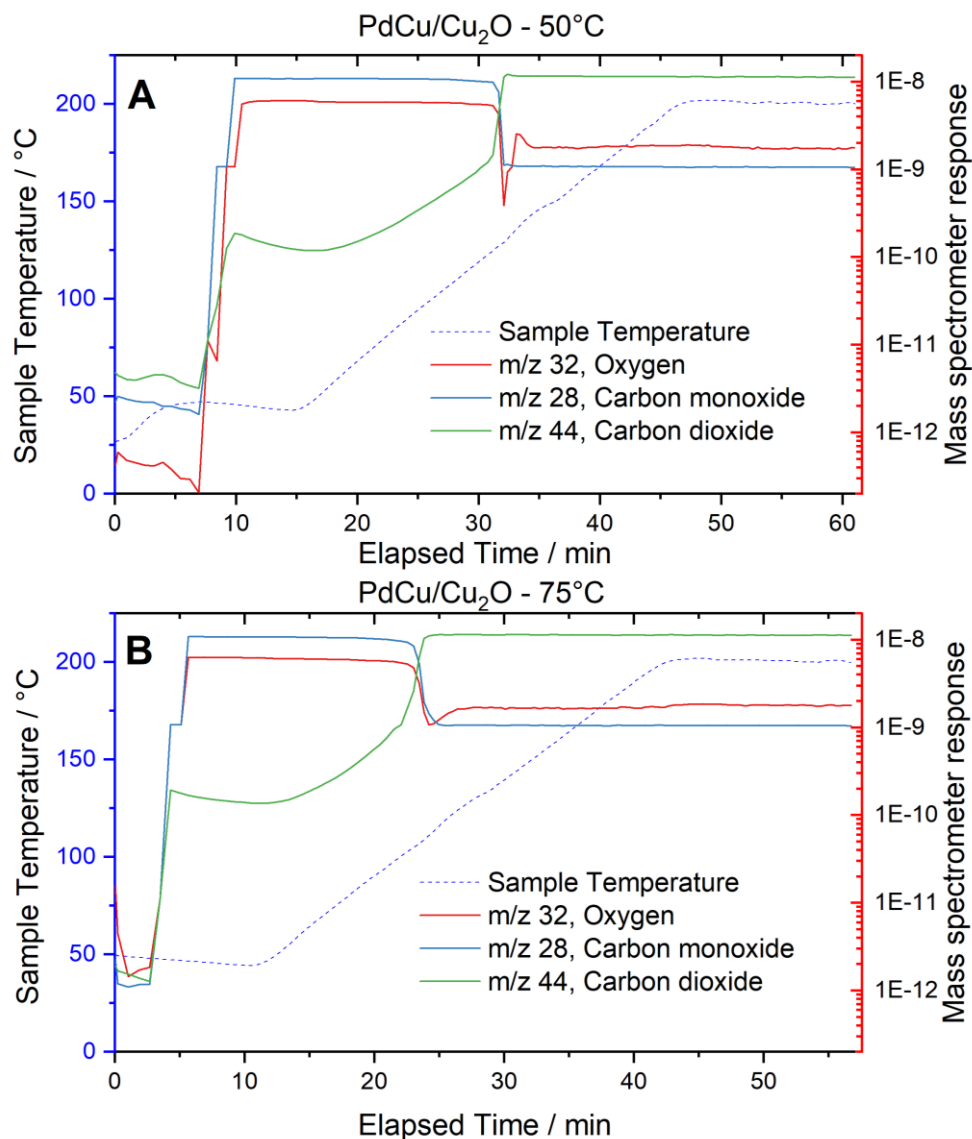 PdCu/Cu₂O - 50°C
A
Sample Temperature / °C
200
150
100
50
0
1E-8
1E-9
1E-10
1E-11
1E-12
Mass spectrometer response
Sample Temperature
m/z 32, Oxygen
m/z 28, Carbon monoxide
m/z 44, Carbon dioxide
0 10 20 30 40 50 60
Elapsed Time / min
PdCu/Cu₂O - 75°C
B
Sample Temperature / °C
200
150
100
50
0
1E-8
1E-9
1E-10
1E-11
1E-12
Mass spectrometer response
Sample Temperature
m/z 32, Oxygen
m/z 28, Carbon monoxide
m/z 44, Carbon dioxide
0 10 20 30 40 50
Elapsed Time / min